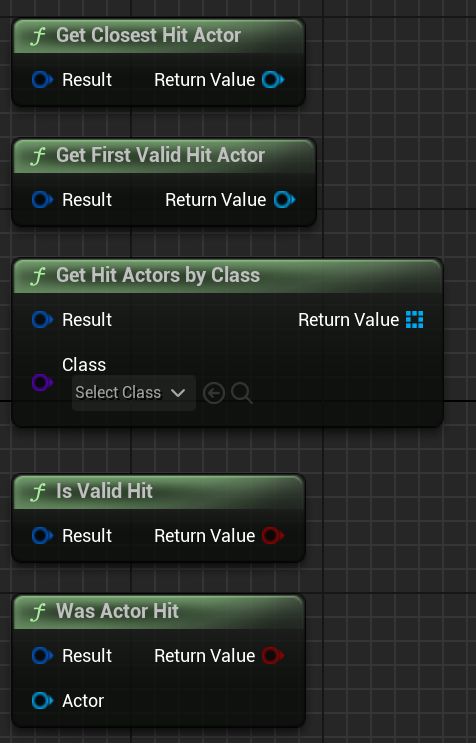 f Get Closest Hit Actor
Result Return Value
f Get First Valid Hit Actor
Result Return Value
f Get Hit Actors by Class
Result Return Value
Class
Select Class
f Is Valid Hit
Result Return Value
f Was Actor Hit
Result Return Value
Actor